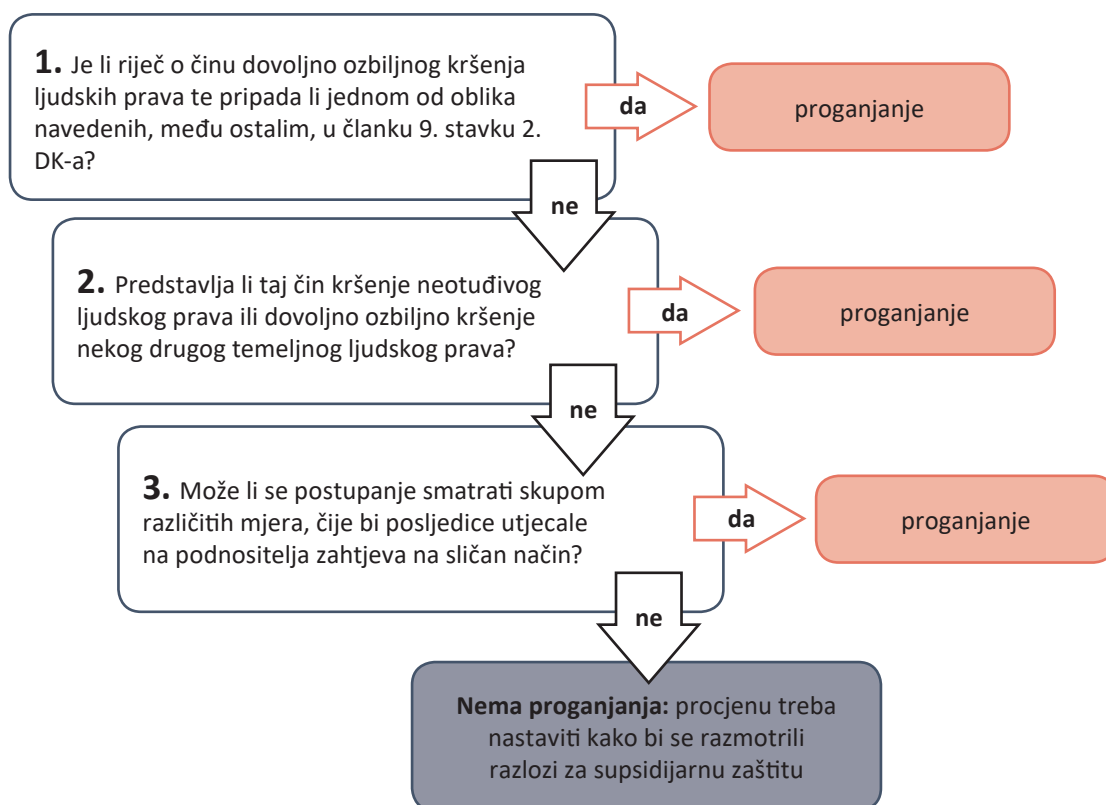 1. Je li riječ o činu dovoljno ozbiljnog kršenja
ljudskih prava te pripada li jednom od oblika
navedenih, među ostalim, u članku 9. stavku 2.
DK-a?
da
proganjanje
ne
2. Predstavlja li taj čin kršenje neotuđivog
ljudskog prava ili dovoljno ozbiljno kršenje
nekog drugog temeljnog ljudskog prava?
da
proganjanje
ne
3. Može li se postupanje smatrati skupom
različitih mjera, čije bi posljedice utjecale
na podnositelja zahtjeva na sličan način?
da
proganjanje
ne
Nema proganjanja: procjenu treba
nastaviti kako bi se razmotrili
razlozi za supsidijarnu zaštitu